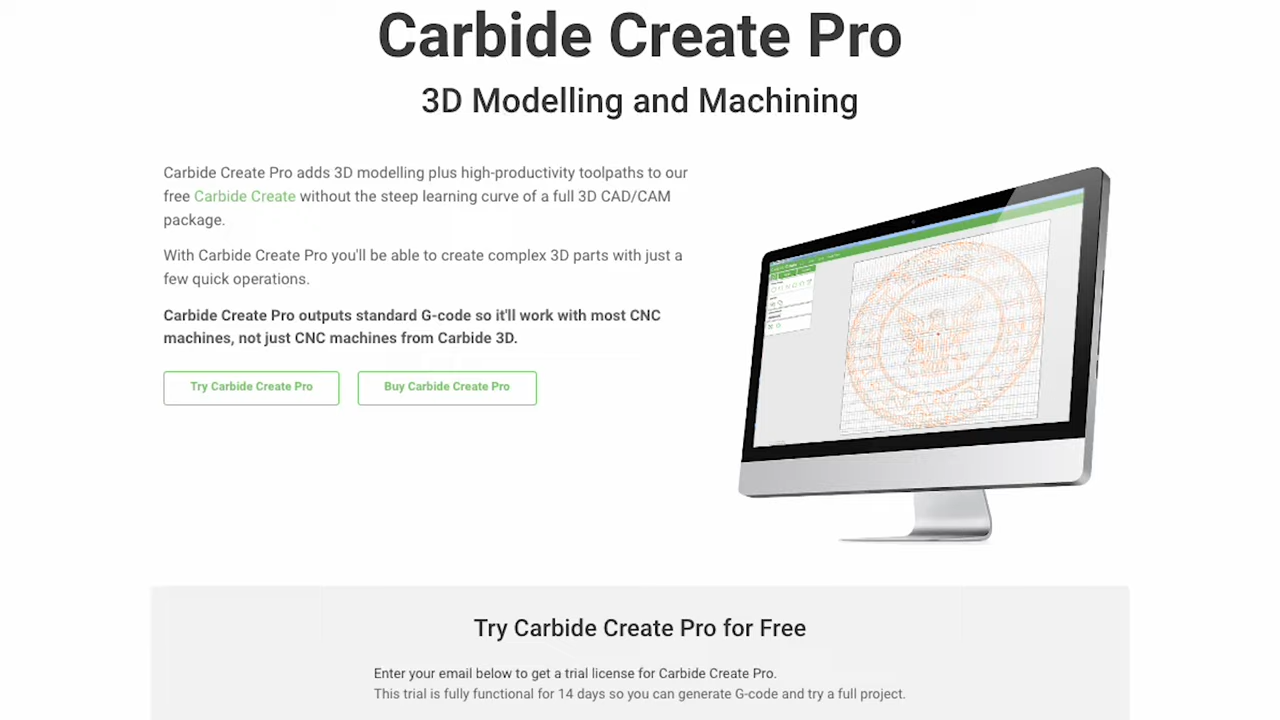 Carbide Create Pro
3D Modelling and Machining
Carbide Create Pro adds 3D modelling plus high-productivity toolpaths to our
free Carbide Create without the steep learning curve of a full 3D CAD/CAM
package.
With Carbide Create Pro you'll be able to create complex 3D parts with just a
few quick operations.
Carbide Create Pro outputs standard G-code so it'll work with most CNC
machines, not just CNC machines from Carbide 3D.
Try Carbide Create Pro
Buy Carbide Create Pro
Try Carbide Create Pro for Free
Enter your email below to get a trial license for Carbide Create Pro.
This trial is fully functional for 14 days so you can generate G-code and try a full project.